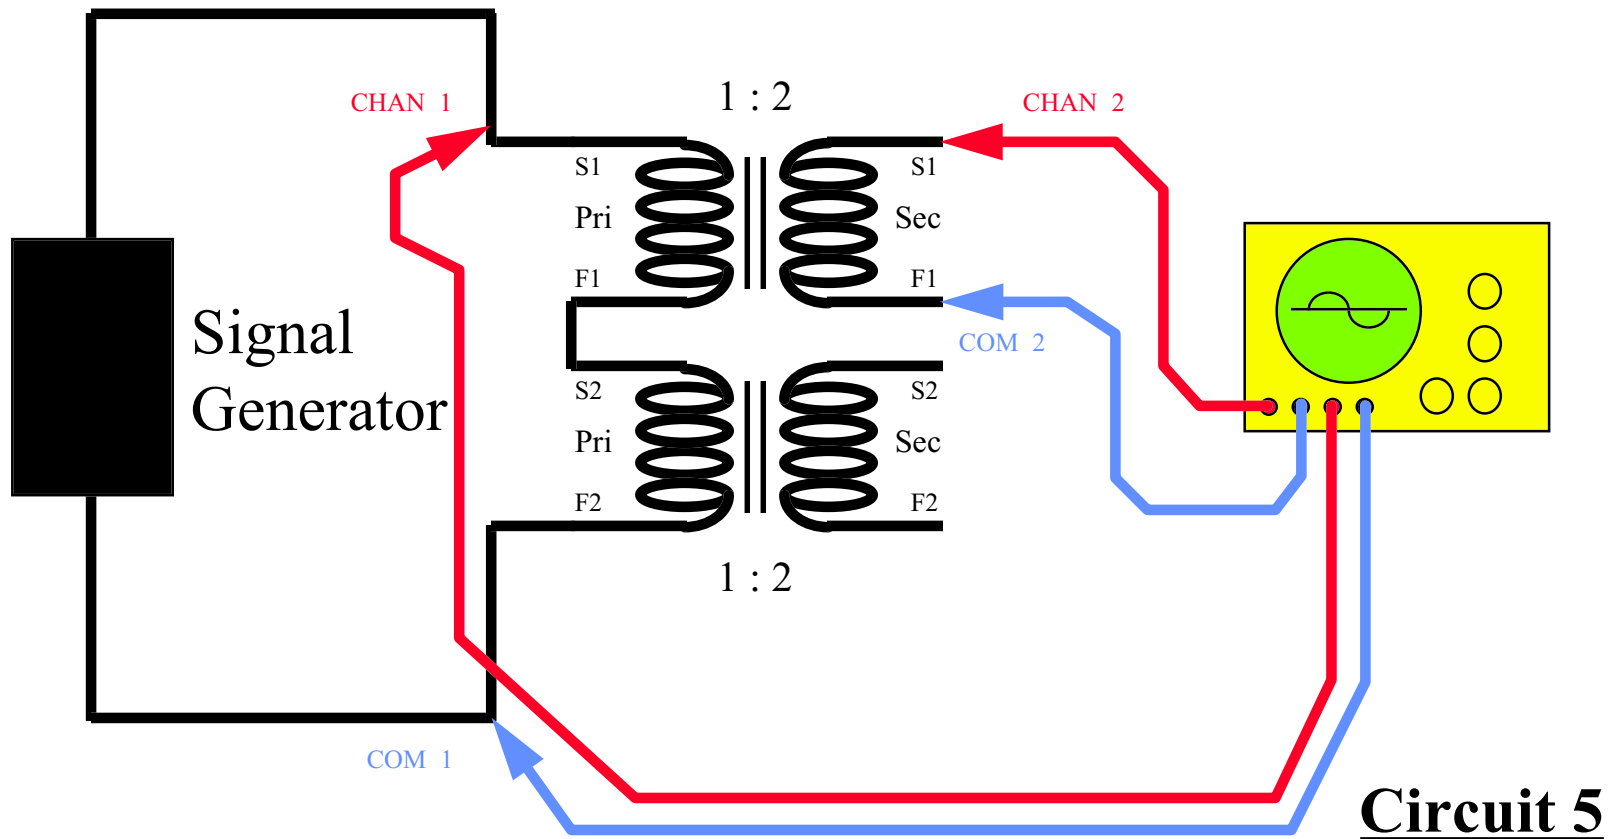 1 : 2
CHAN 1
CHAN 2
S1
S1
Pri
Sec
F1
F1
Signal
Generator
COM 2
S2
S2
Pri
Sec
F2
F2
1 : 2
COM 1
Circuit 5